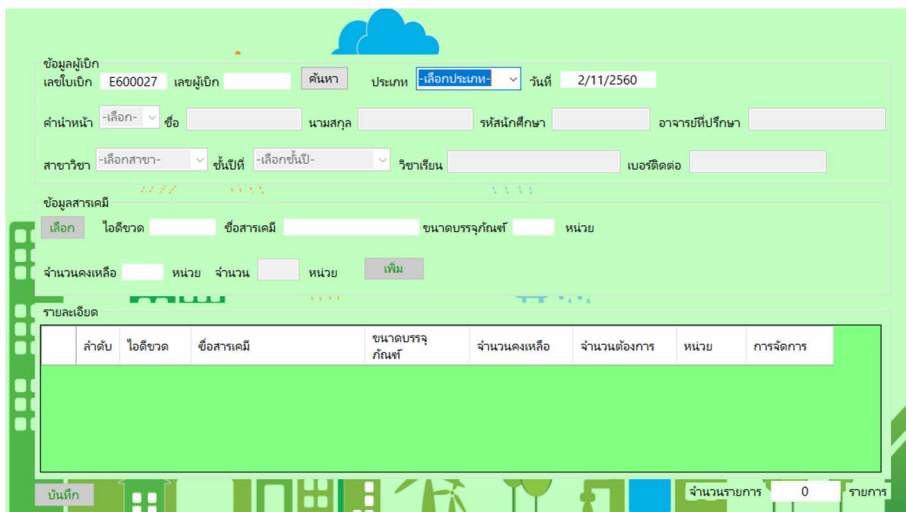 ข้อมูลผู้เบิก
เลขใบเบิก E600027 เลขผู้เบิก ค้นหา ประเภท -เลือกประเภท- วันที่ 2/11/2560
คำนำหน้า -เลือก- ชื่อ นามสกุล รหัสนักศึกษา อาจารย์ที่ปรึกษา
สาขาวิชา -เลือกสาขา- ชั้นปีที่ -เลือกชั้นปี- วิชาเรียน เบอร์ติดต่อ
ข้อมูลสารเคมี
เลือก ไอดีขวด ชื่อสารเคมี ขนาดบรรจุภัณฑ์ หน่วย
จำนวนคงเหลือ หน่วย จำนวน หน่วย เพิ่ม
รายละเอียด
ลำดับ ไอดีขวด ชื่อสารเคมี ขนาดบรรจุ จำนวนคงเหลือ จำนวนต้องการ หน่วย การจัดการ
ภัณฑ์
บันทึก จำนวนรายการ 0 รายการ